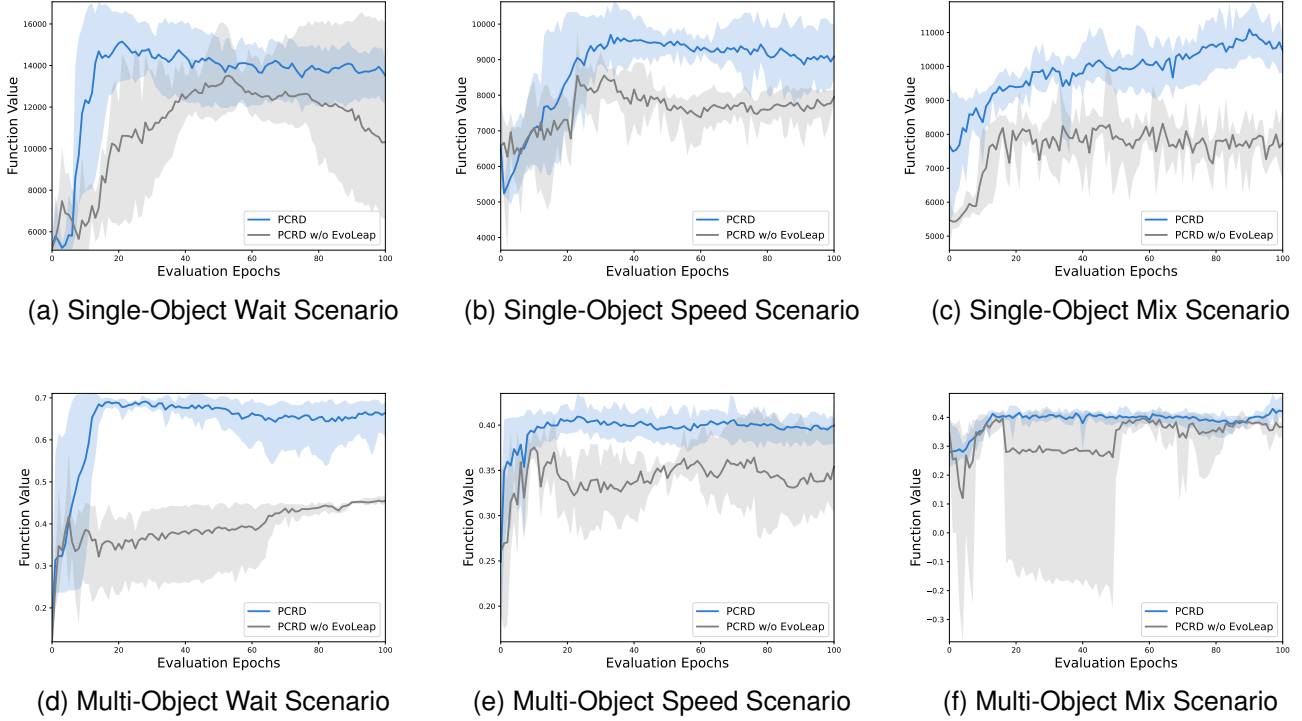 16000
14000
12000
10000
8000
6000
Function Value
0 20 40 60 80 100
Evaluation Epochs
PCRD
PCRD w/o EvoLeap
(a) Single-Object Wait Scenario
10000
9000
8000
7000
6000
5000
4000
Function Value
0 20 40 60 80 100
Evaluation Epochs
PCRD
PCRD w/o EvoLeap
(b) Single-Object Speed Scenario
11000
10000
9000
8000
7000
6000
5000
Function Value
0 20 40 60 80 100
Evaluation Epochs
PCRD
PCRD w/o EvoLeap
(c) Single-Object Mix Scenario
0.7
0.6
0.5
0.4
0.3
0.2
Function Value
0 20 40 60 80 100
Evaluation Epochs
PCRD
PCRD w/o EvoLeap
(d) Multi-Object Wait Scenario
0.40
0.35
0.30
0.25
0.20
Function Value
0 20 40 60 80 100
Evaluation Epochs
PCRD
PCRD w/o EvoLeap
(e) Multi-Object Speed Scenario
0.4
0.3
0.2
0.1
0.0
−0.1
−0.2
−0.3
Function Value
0 20 40 60 80 100
Evaluation Epochs
PCRD
PCRD w/o EvoLeap
(f) Multi-Object Mix Scenario